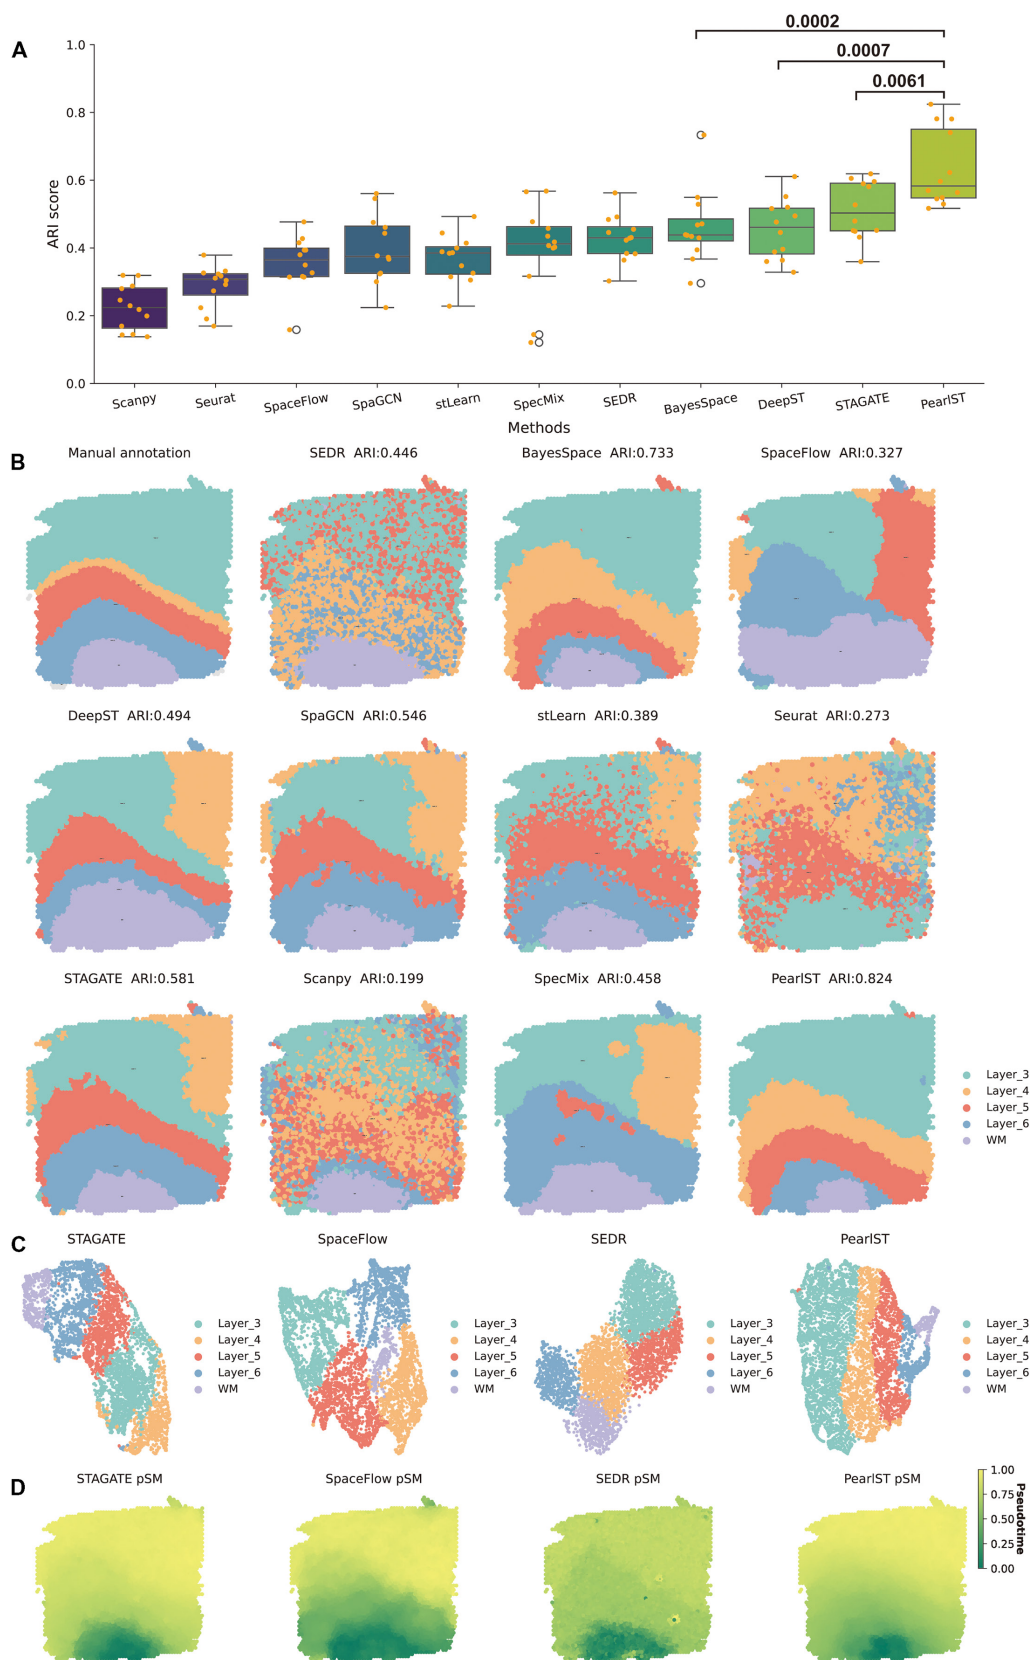 A
0.0002
0.0007
0.0061
1.0
0.8
0.6
0.4
0.2
0.0
ARI score
Scanpy
Seurat
SpaceFlow
SpaGCN
stLearn
SpecMix
SEDR
BayesSpace
DeepST
STAGATE
PearlST
Methods
B
Manual annotation
SEDR ARI:0.446
BayesSpace ARI:0.733
SpaceFlow ARI:0.327
DeepST ARI:0.494
SpaGCN ARI:0.546
stLearn ARI:0.389
Seurat ARI:0.273
STAGATE ARI:0.581
Scanpy ARI:0.199
SpecMix ARI:0.458
PearlST ARI:0.824
Layer_3
Layer_4
Layer_5
Layer_6
WM
C
STAGATE
Layer_3
Layer_4
Layer_5
Layer_6
WM
SpaceFlow
Layer_3
Layer_4
Layer_5
Layer_6
WM
SEDR
Layer_3
Layer_4
Layer_5
Layer_6
WM
PearlST
Layer_3
Layer_4
Layer_5
Layer_6
WM
D
STAGATE pSM
SpaceFlow pSM
SEDR pSM
PearlST pSM
1.00
0.75
0.50
0.25
0.00
Pseudotime